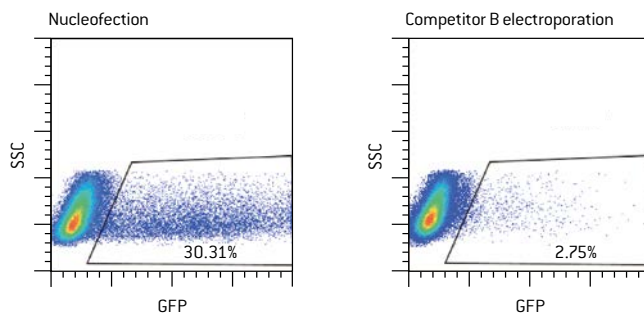 Nucleofection
SSC
30.31%
GFP
Competitor B electroporation
SSC
2.75%
GFP